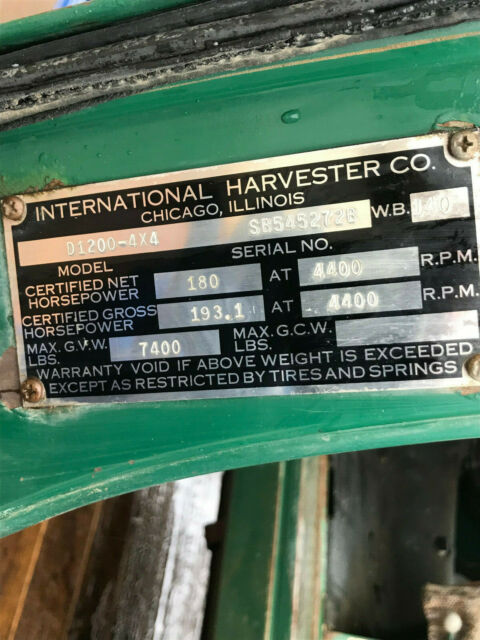 INTERNATIONAL HARVESTER CO.
CHICAGO, ILLINOIS
D1200-4X4 SB545272B W.B. 140
MODEL SERIAL NO.
CERTIFIED NET HORSEPOWER 180 AT 4400 R.P.M.
CERTIFIED GROSS HORSEPOWER 193.1 AT 4400 R.P.M.
MAX. G.V.W. LBS. 7400 MAX. G.C.W. LBS.
WARRANTY VOID IF ABOVE WEIGHT IS EXCEEDED
EXCEPT AS RESTRICTED BY TIRES AND SPRINGS